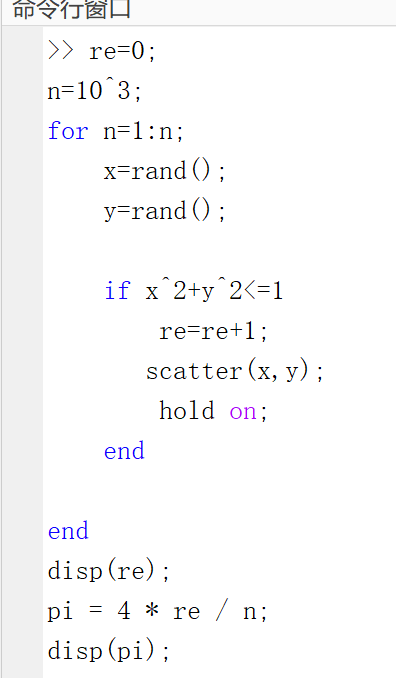 命令行窗口
>> re=0;
n=10^3;
for n=1:n;
    x=rand();
    y=rand();

    if x^2+y^2<=1
        re=re+1;
       scatter(x,y);
        hold on;
    end

end
disp(re);
pi = 4 * re / n;
disp(pi);